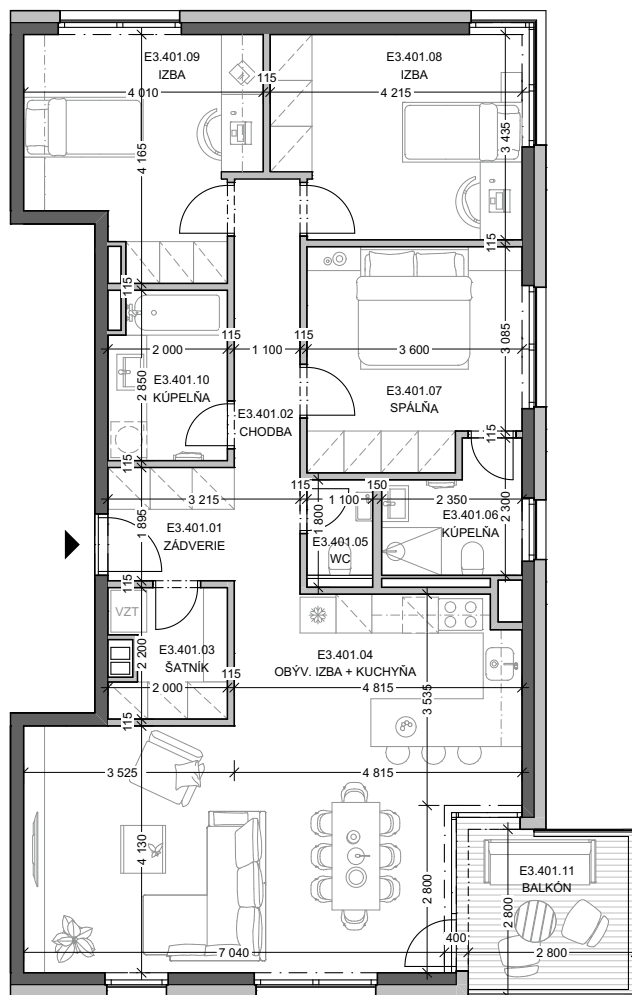 E3.401.09
IZBA
115
4 010
4 165
E3.401.08
IZBA
4 215
3 435
115
115
115
2 000
1 100
115
3 600
3 085
E3.401.10
KÚPEĽŇA
2 850
E3.401.02
CHODBA
E3.401.07
SPÁLŇA
115
115
3 215
115
1 100
150
2 350
2 300
1 895
E3.401.01
ZÁDVERIE
1 800
E3.401.05
WC
E3.401.06
KÚPEĽŇA
115
VZT
E3.401.03
ŠATNÍK
2 200
2 000
115
115
E3.401.04
OBÝV. IZBA + KUCHYŇA
4 815
3 535
3 525
4 815
4 130
2 800
7 040
400
E3.401.11
BALKÓN
2 800
2 800